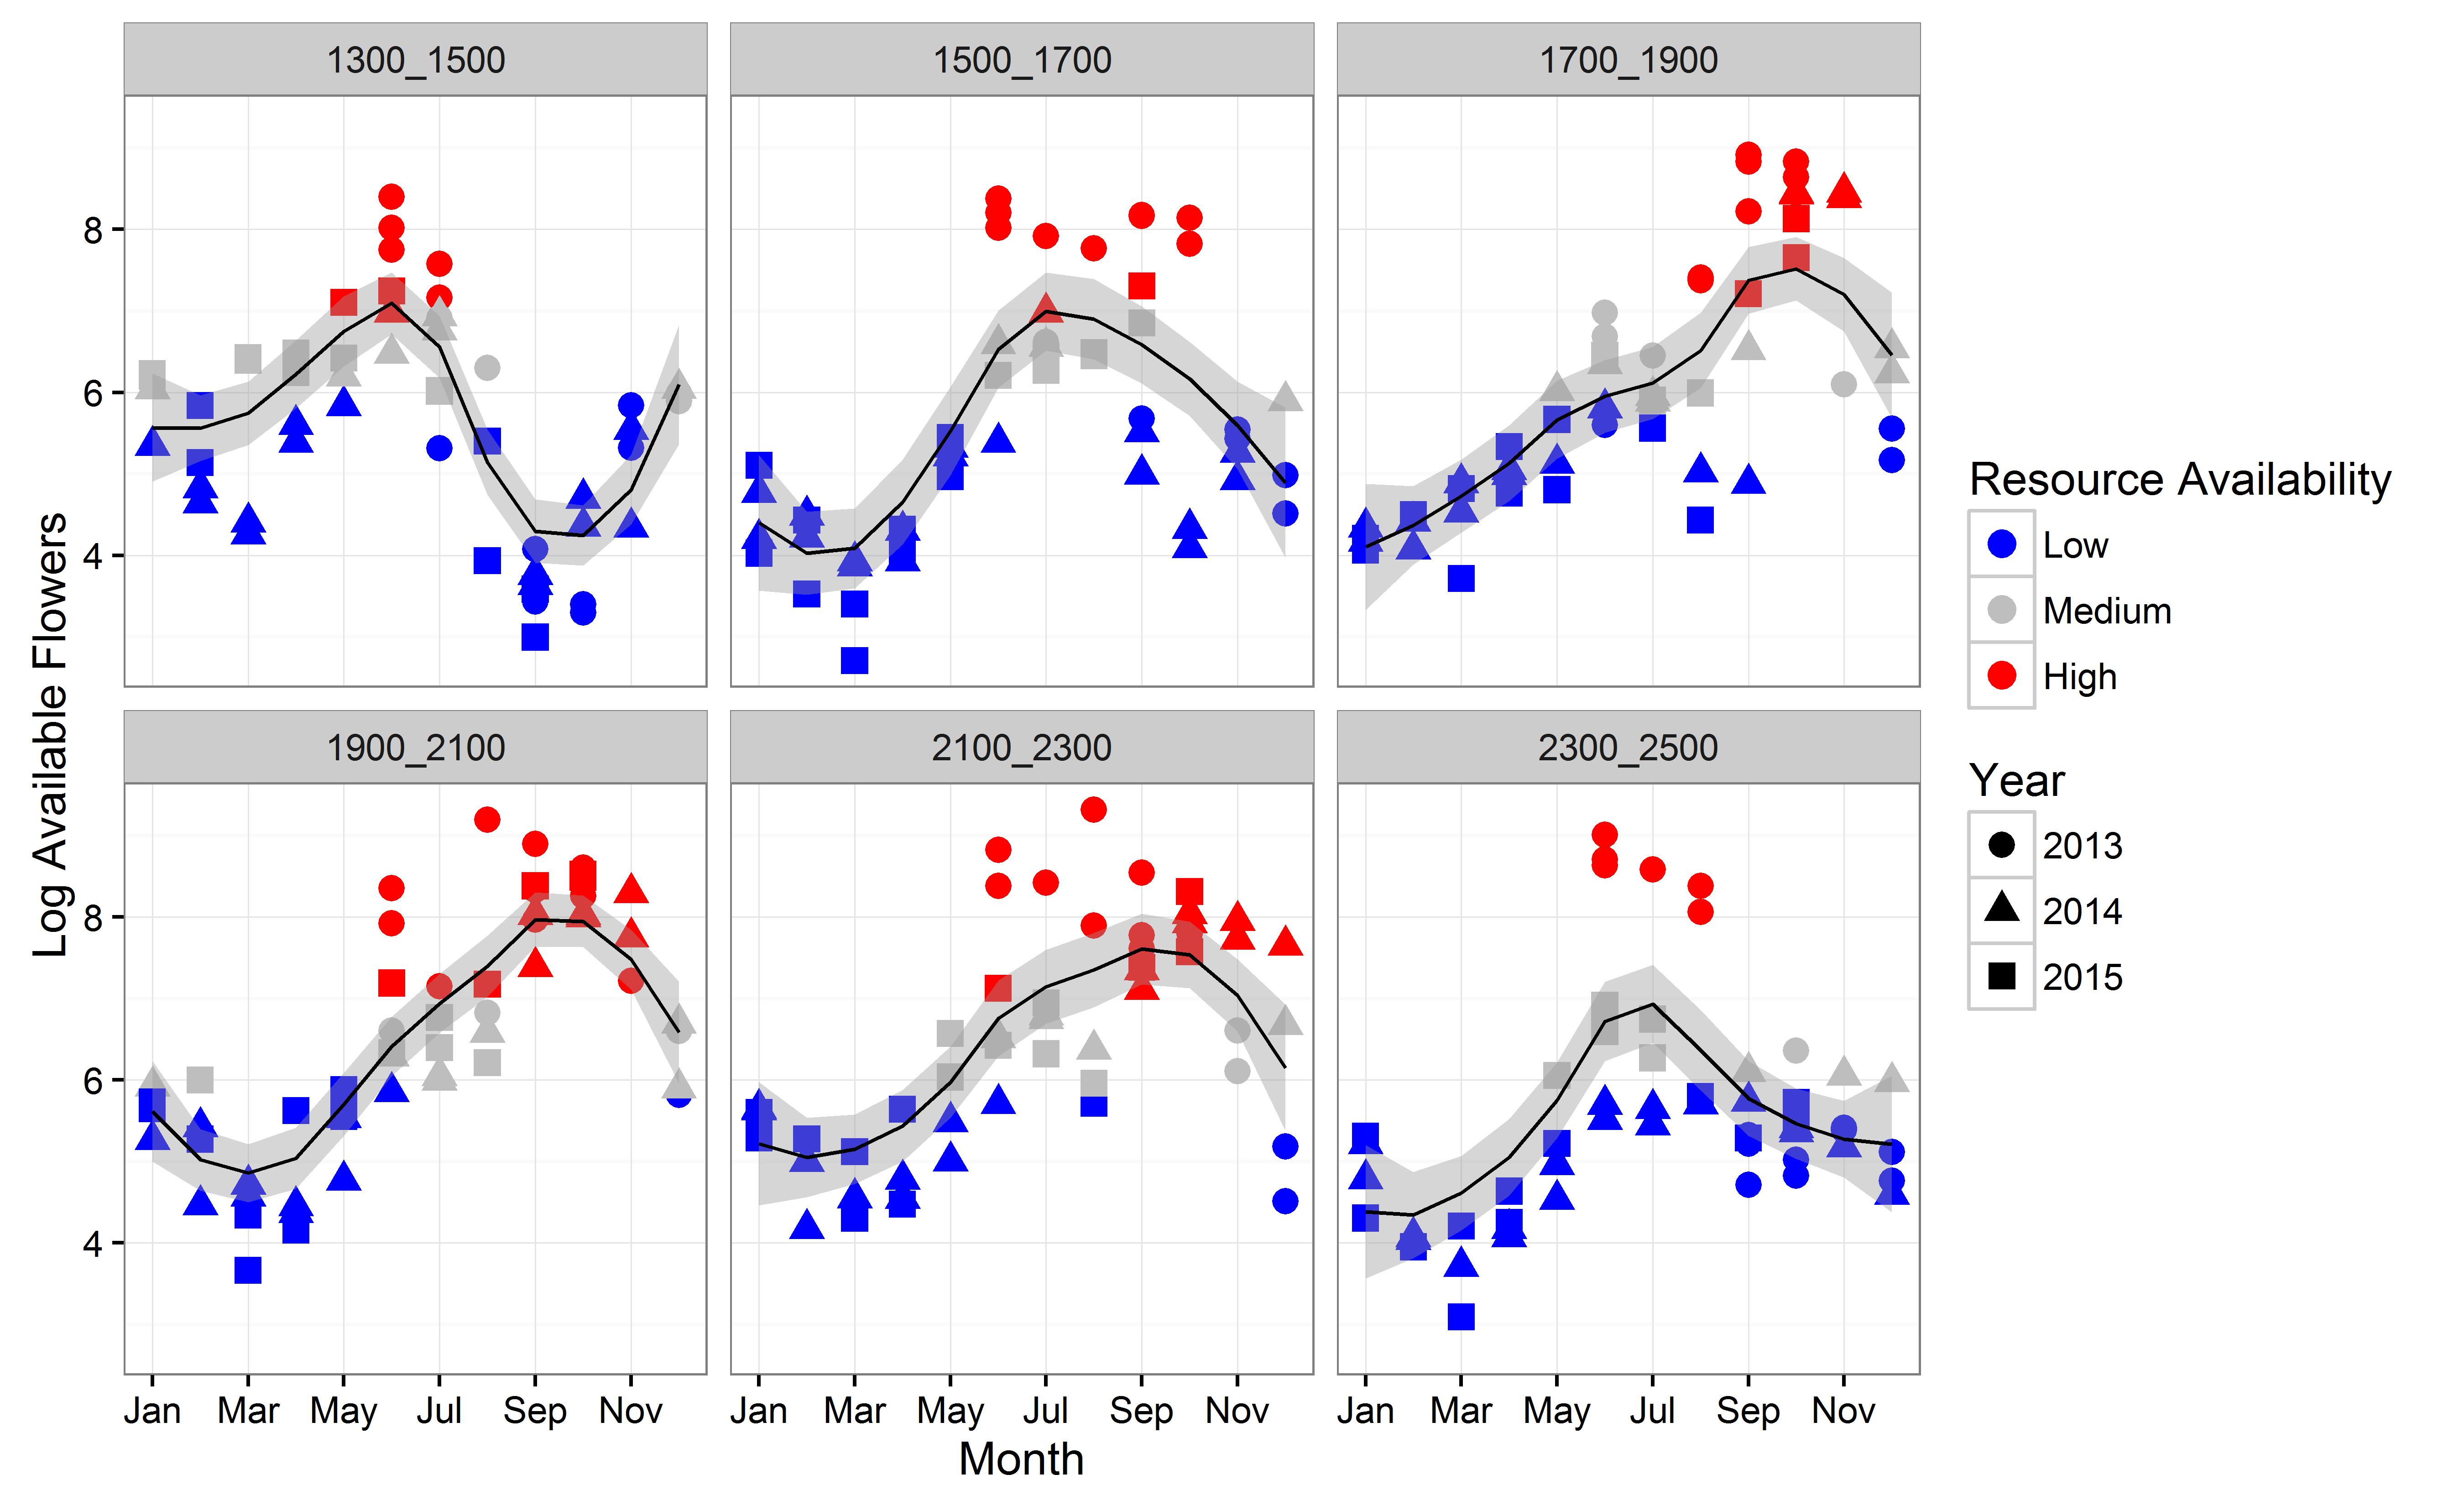 1300_1500
1500_1700
1700_1900
8
6
4
1900_2100
2100_2300
2300_2500
8
6
4
Jan Mar May Jul Sep Nov
Jan Mar May Jul Sep Nov
Jan Mar May Jul Sep Nov
Month
Log Available Flowers
Resource Availability
Low
Medium
High
Year
2013
2014
2015